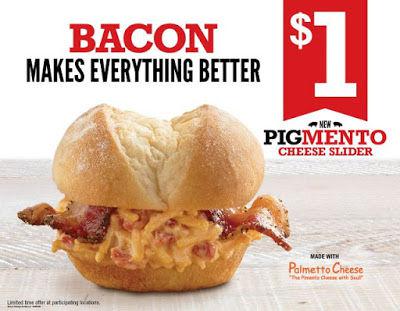 BACON
MAKES EVERYTHING BETTER
$1
NEW
PIGMENTO
CHEESE SLIDER
MADE WITH
Palmetto Cheese
"The Pimento Cheese with Soul!"
Limited time offer at participating locations.